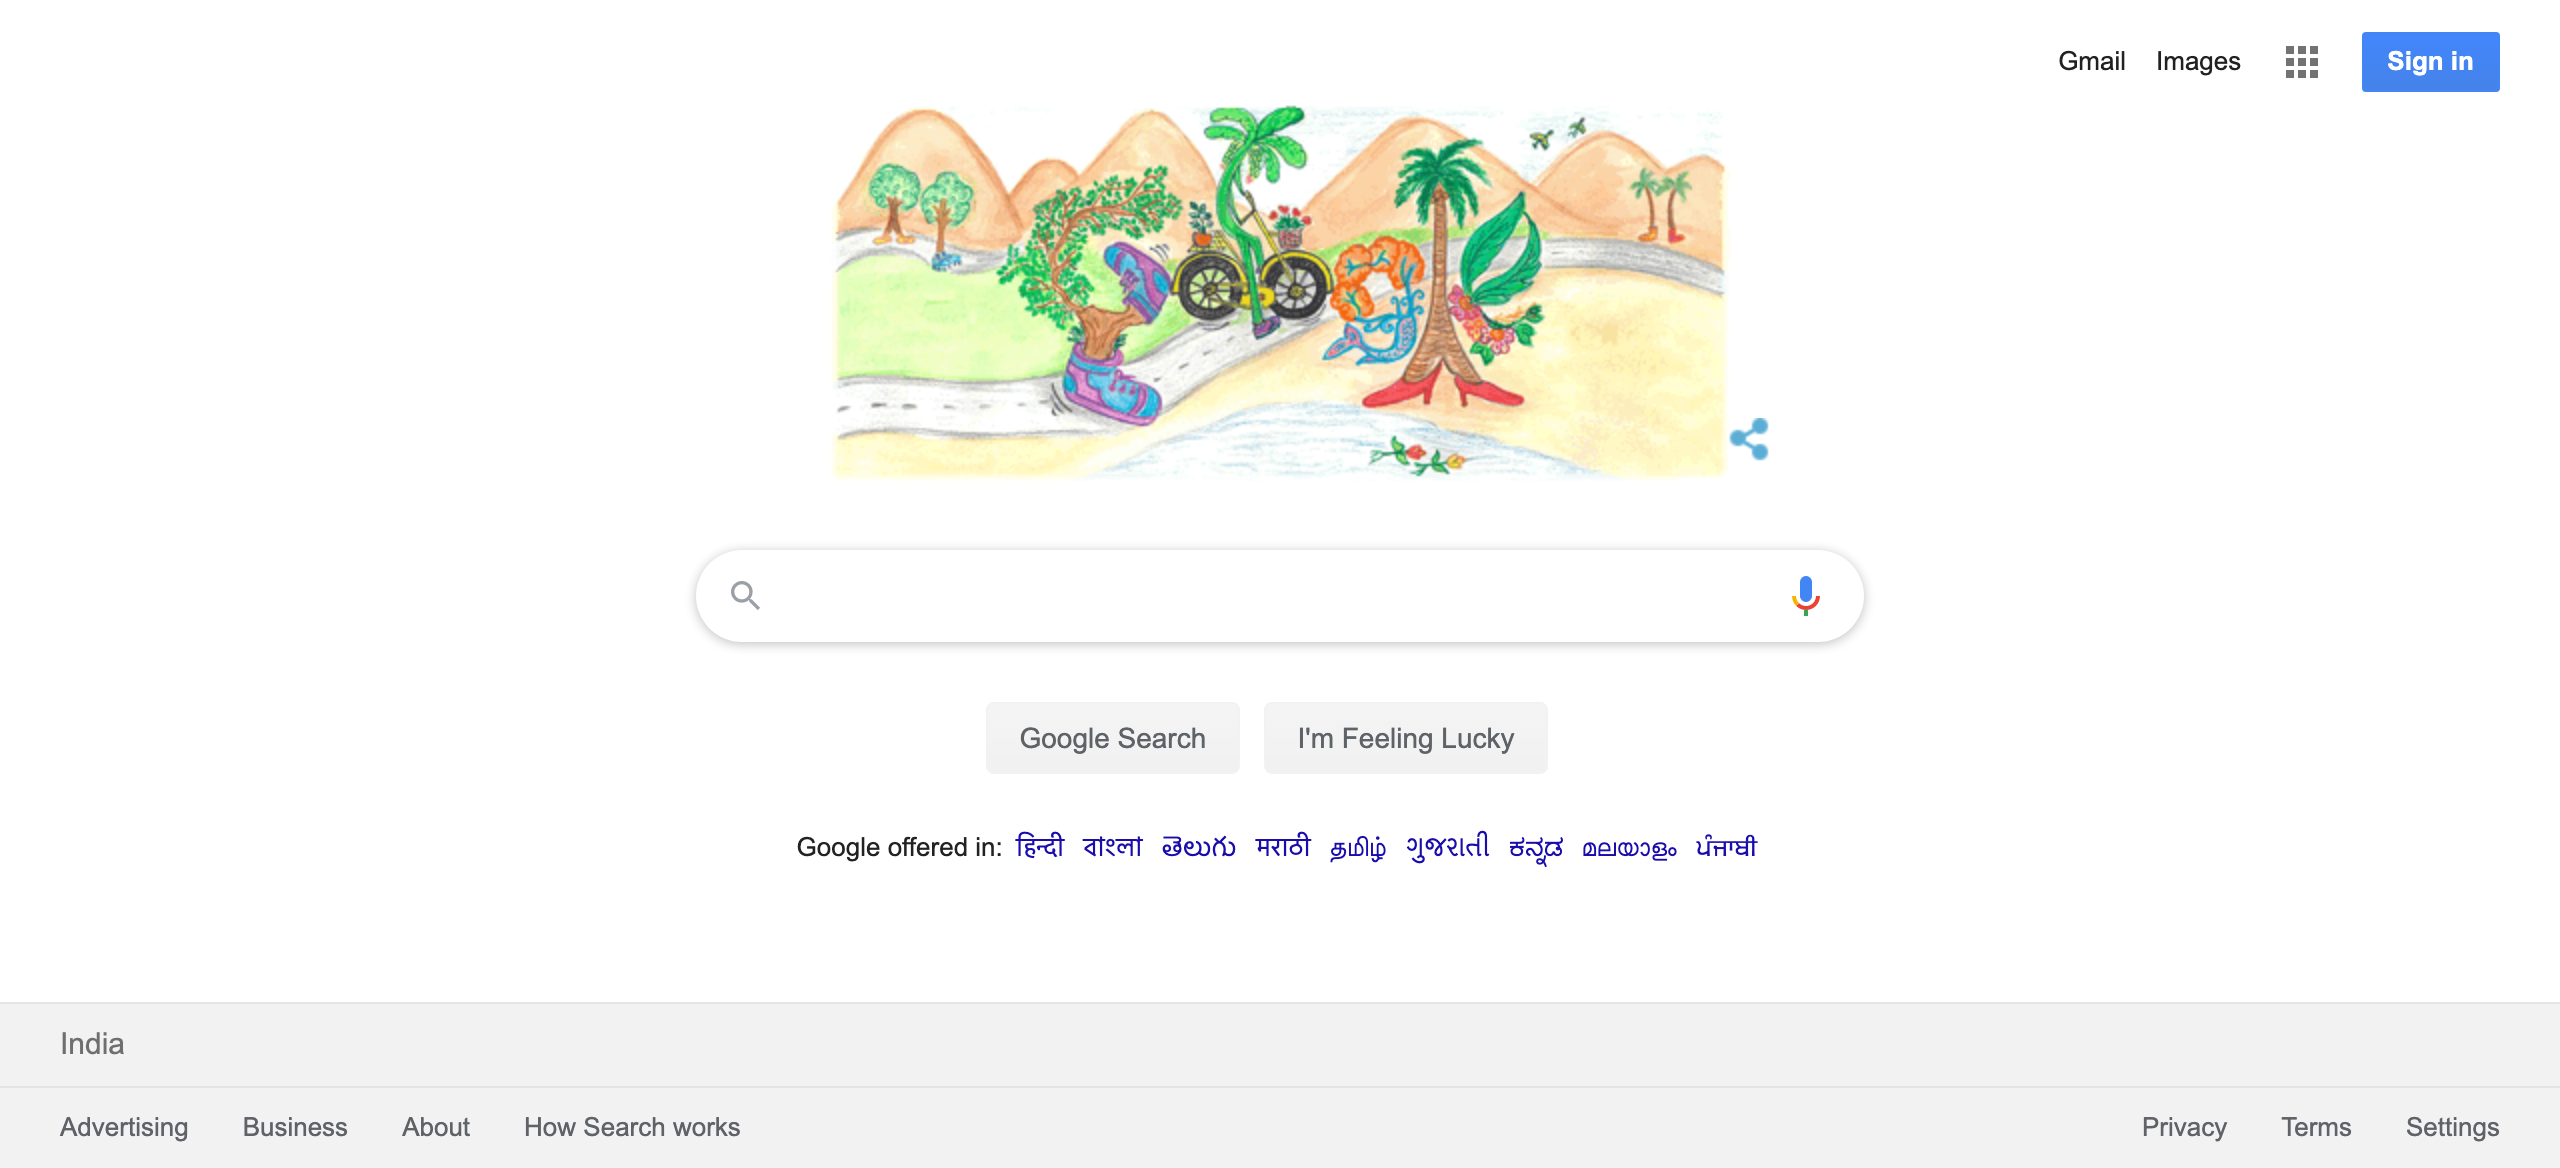 Gmail Images Sign in
Google Search I'm Feeling Lucky
Google offered in: हिन्दी বাংলা తెలుగు मराठी தமிழ் ગુજરાતી ಕನ್ನಡ മലയാളം ਪੰਜਾਬੀ
India
Advertising Business About How Search works Privacy Terms Settings